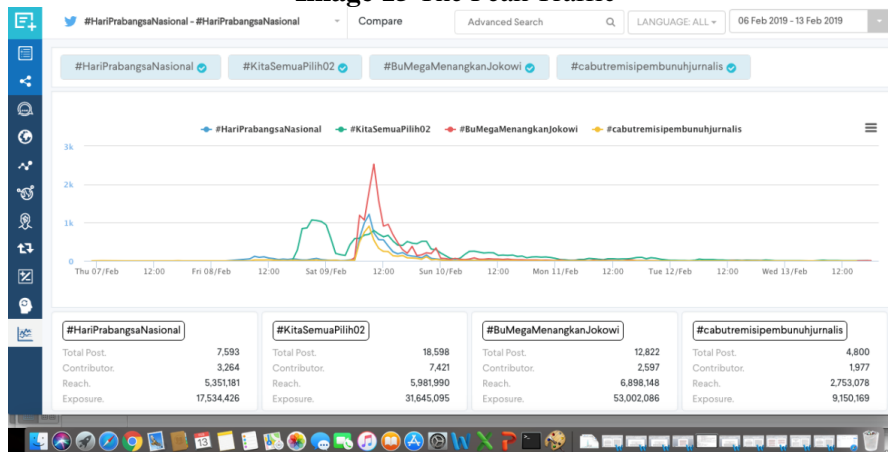 Image 13 The Peak Traffic
#HariPrabangsaNasional - #HariPrabangsaNasional Compare Advanced Search LANGUAGE: ALL 06 Feb 2019 - 13 Feb 2019
#HariPrabangsaNasional #KitaSemuaPilih02 #BuMegaMenangkanJokowi #cabutremisipembunuhjurnalis
#HariPrabangsaNasional #KitaSemuaPilih02 #BuMegaMenangkanJokowi #cabutremisipembunuhjurnalis
3k
2k
1k
0
Thu 07/Feb 12:00 Fri 08/Feb 12:00 Sat 09/Feb 12:00 Sun 10/Feb 12:00 Mon 11/Feb 12:00 Tue 12/Feb 12:00 Wed 13/Feb 12:00
#HariPrabangsaNasional
Total Post. 7,593
Contributor. 3,264
Reach. 5,351,181
Exposure. 17,534,426
#KitaSemuaPilih02
Total Post. 18,598
Contributor. 7,421
Reach. 5,981,990
Exposure. 31,645,095
#BuMegaMenangkanJokowi
Total Post. 12,822
Contributor. 2,597
Reach. 6,898,148
Exposure. 53,002,086
#cabutremisipembunuhjurnalis
Total Post. 4,800
Contributor. 1,977
Reach. 2,753,078
Exposure. 9,150,169
13